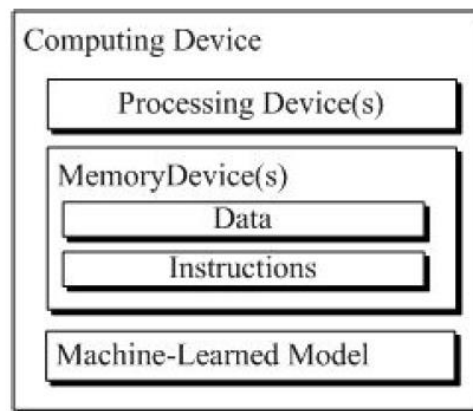 Computing Device
Processing Device(s)
MemoryDevice(s)
Data
Instructions
Machine-Learned Model